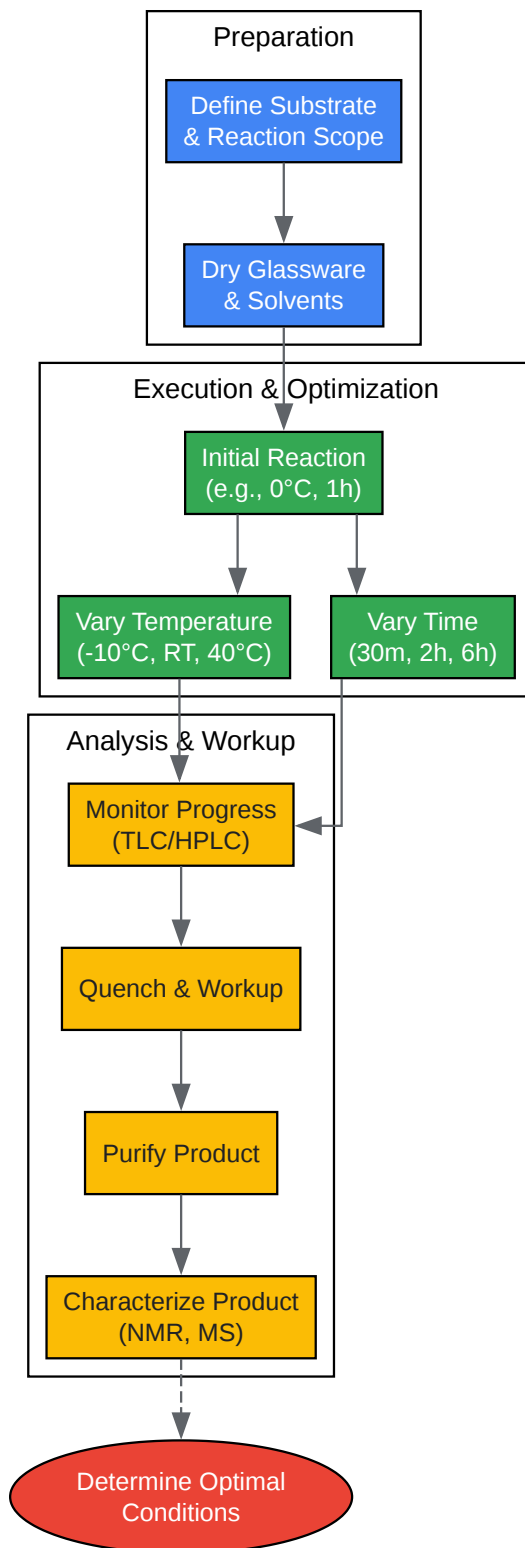 Preparation
Define Substrate
& Reaction Scope
Dry Glassware
& Solvents
Execution & Optimization
Initial Reaction
(e.g., 0°C, 1h)
Vary Temperature
(-10°C, RT, 40°C)
Vary Time
(30m, 2h, 6h)
Analysis & Workup
Monitor Progress
(TLC/HPLC)
Quench & Workup
Purify Product
Characterize Product
(NMR, MS)
Determine Optimal
Conditions